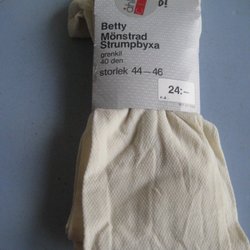 D!
Betty
Mönstrad
Strumpbyxa
grenkil
40 den
storlek 44–46
24:-